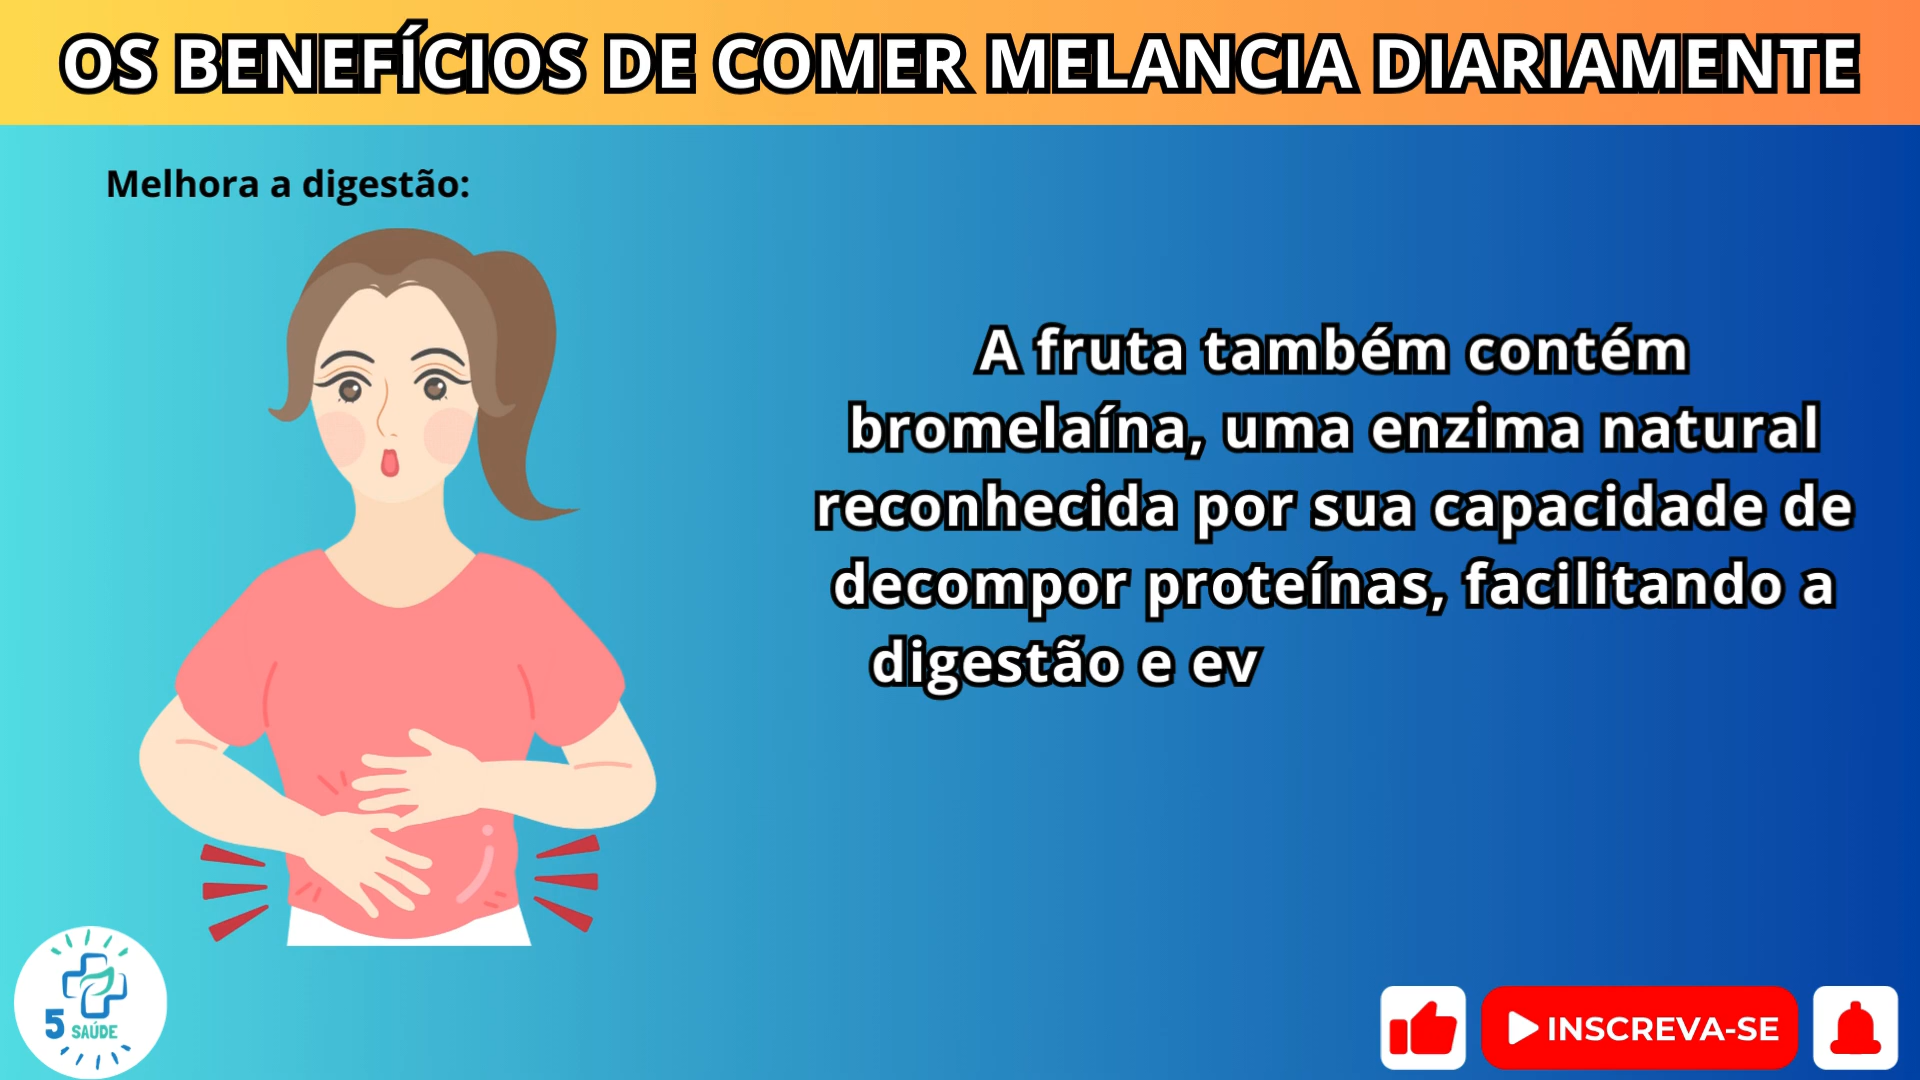 OS BENEFÍCIOS DE COMER MELANCIA DIARIAMENTE
Melhora a digestão:
A fruta também contém
bromelaína, uma enzima natural
reconhecida por sua capacidade de
decompor proteínas, facilitando a
digestão e ev
5 SAÚDE
INSCREVA-SE